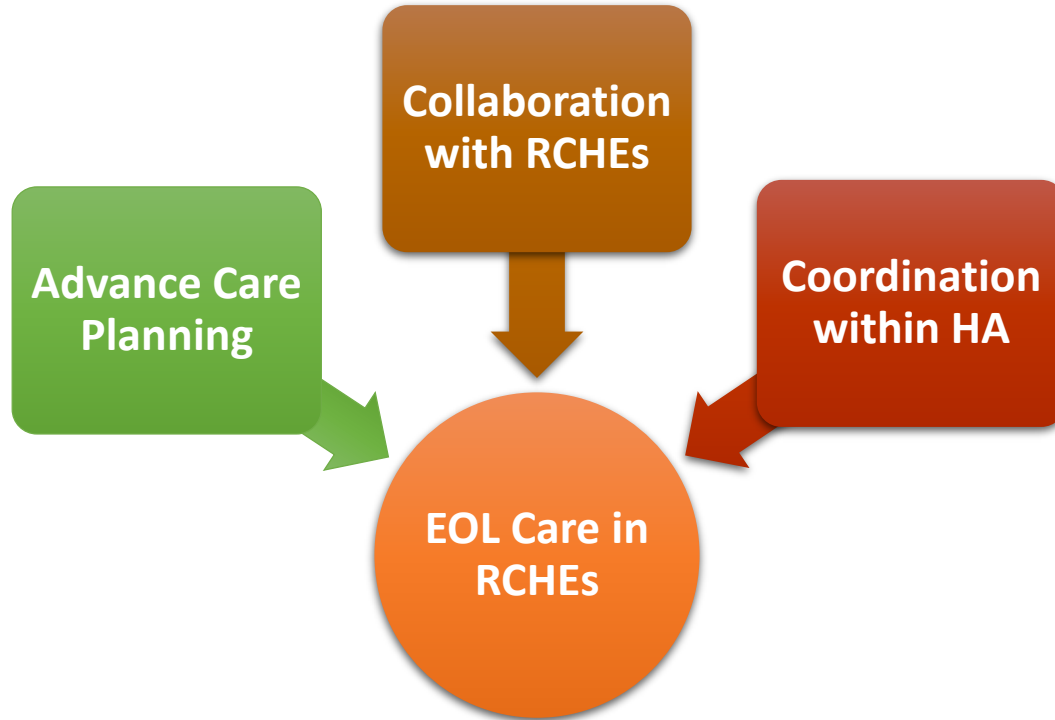 Collaboration
with RCHEs
Advance Care
Planning
Coordination
within HA
EOL Care in
RCHEs